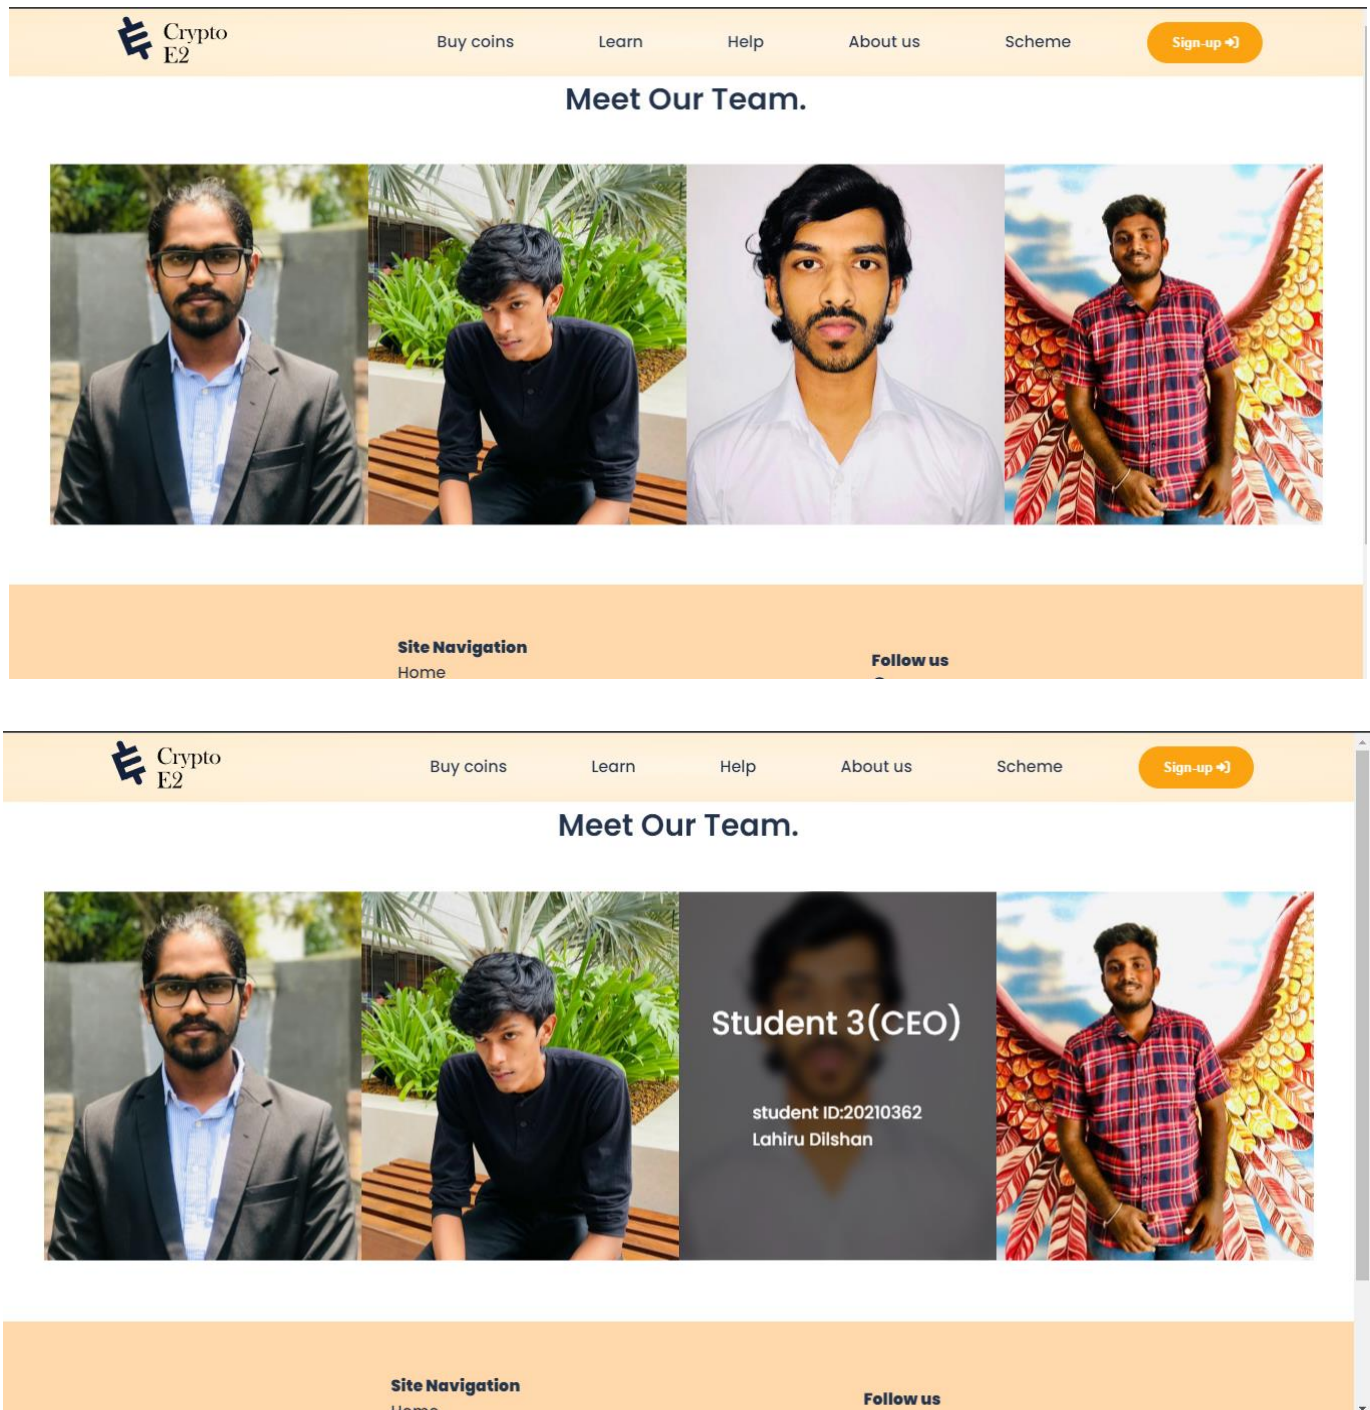 Crypto
E2
Buy coins Learn Help About us Scheme Sign-up
Meet Our Team.
Site Navigation
Home
Follow us
Crypto
E2
Buy coins Learn Help About us Scheme Sign-up
Meet Our Team.
Student 3(CEO)
student ID:20210362
Lahiru Dilshan
Site Navigation
Follow us